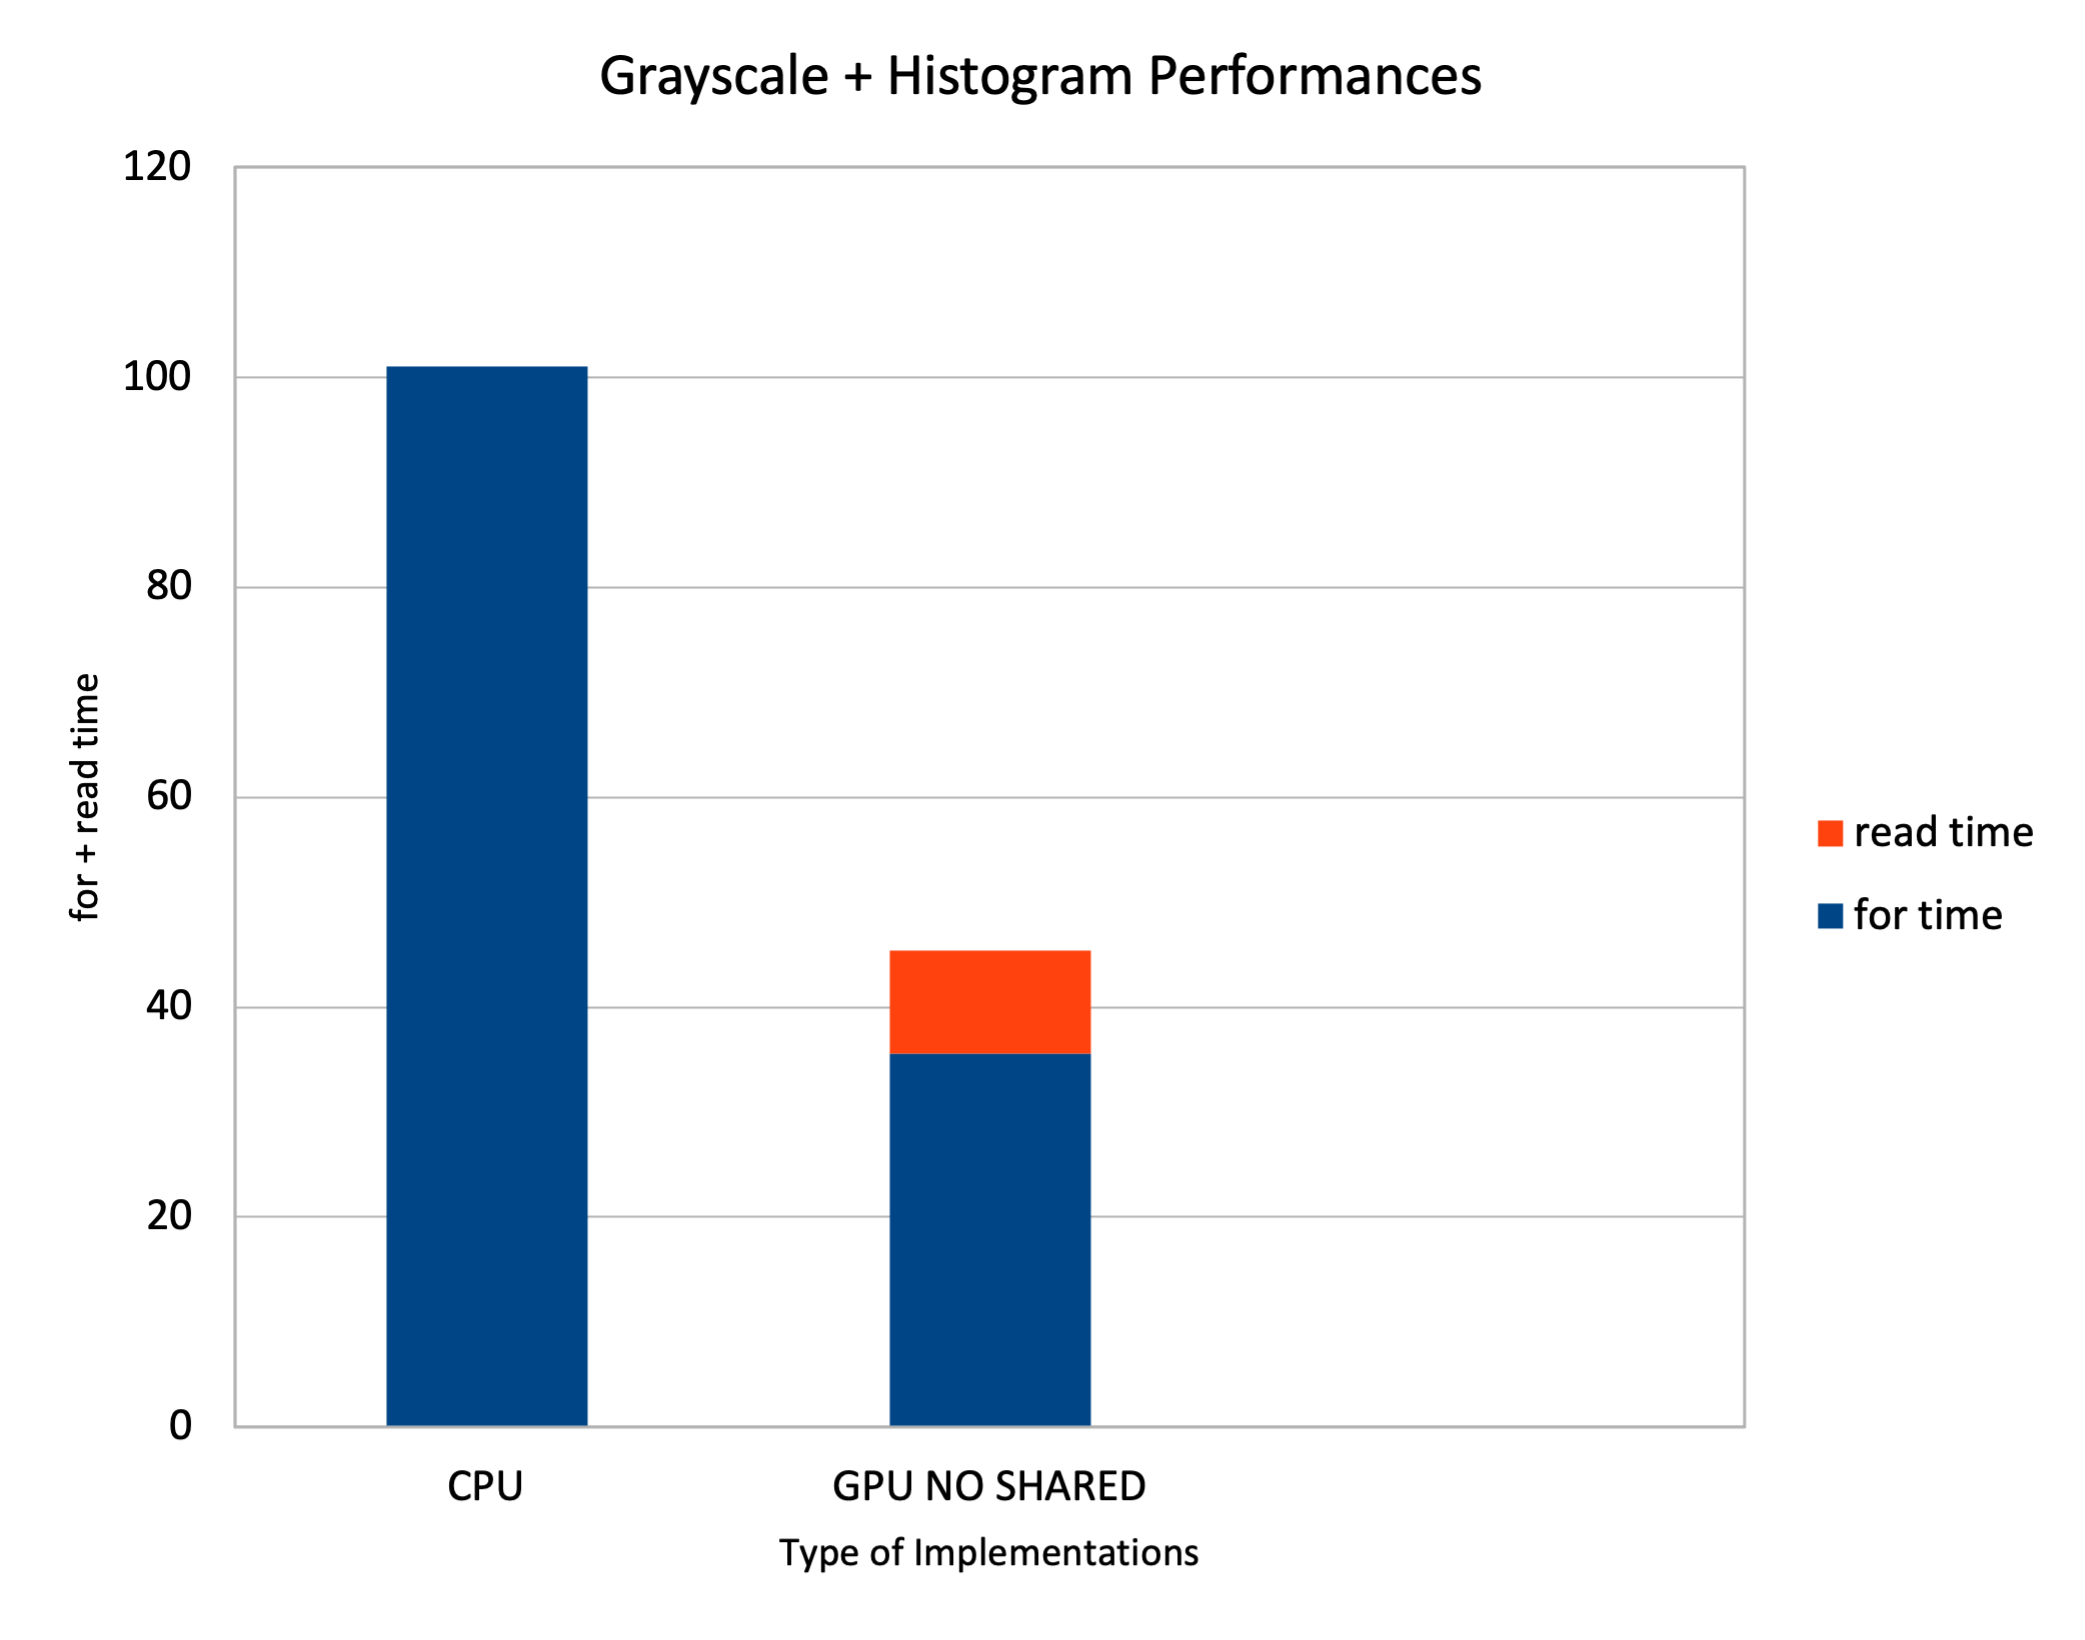 Grayscale + Histogram Performances
120
100
80
60
40
20
0
for + read time
read time
for time
CPU
GPU NO SHARED
Type of Implementations